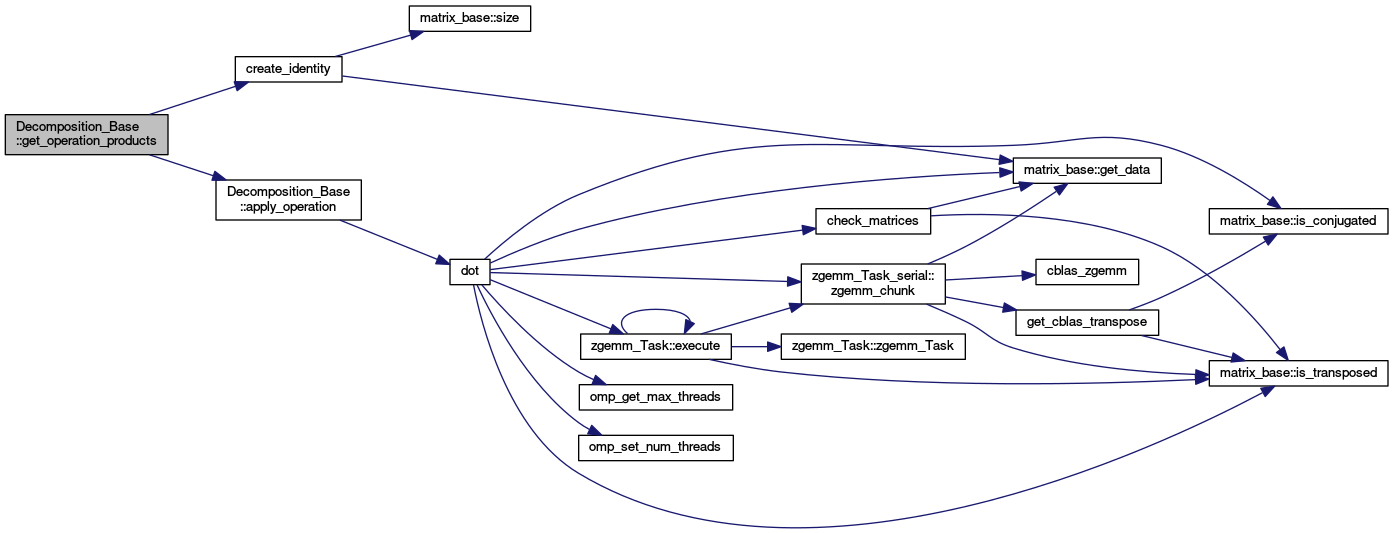 matrix_base::size
create_identity
Decomposition_Base
::get_operation_products
matrix_base::get_data
Decomposition_Base
::apply_operation
check_matrices
matrix_base::is_conjugated
dot
zgemm_Task_serial::
zgemm_chunk
cblas_zgemm
get_cblas_transpose
zgemm_Task::execute
zgemm_Task::zgemm_Task
matrix_base::is_transposed
omp_get_max_threads
omp_set_num_threads